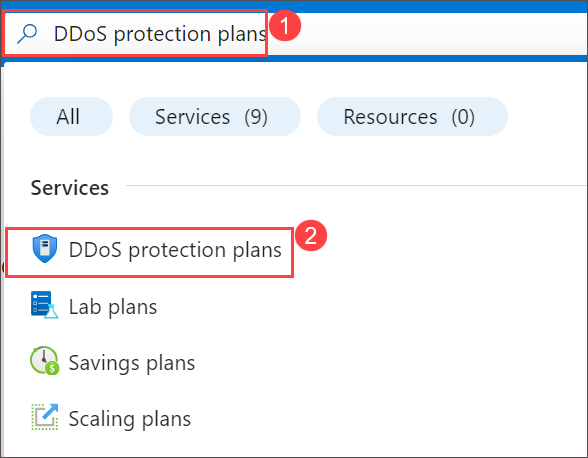 DDoS protection plans 1
All Services (9) Resources (0)
Services
DDoS protection plans 2
Lab plans
Savings plans
Scaling plans